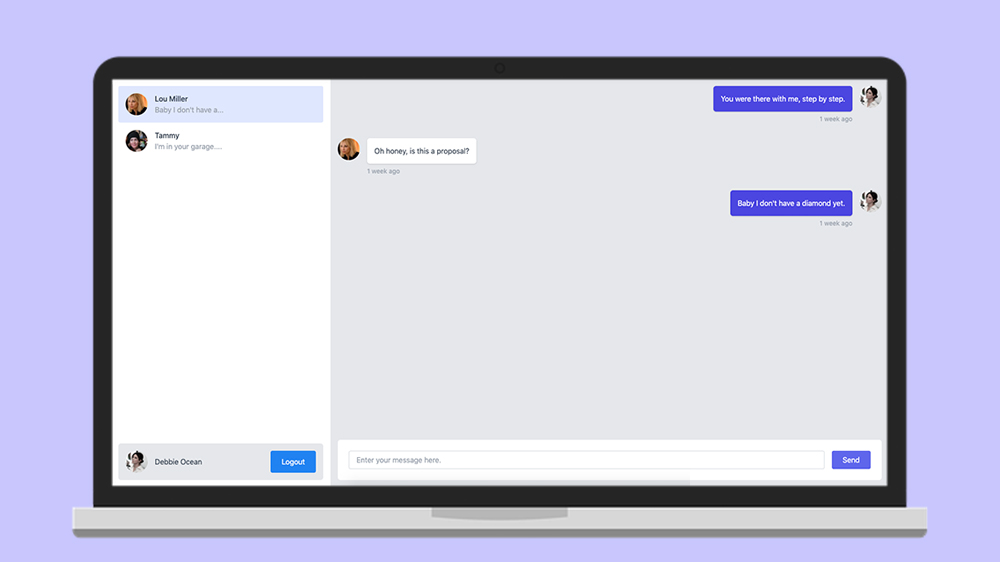 Lou Miller
Baby I don't have a...
Tammy
I'm in your garage....
Debbie Ocean
Logout
You were there with me, step by step.
1 week ago
Oh honey, is this a proposal?
1 week ago
Baby I don't have a diamond yet.
1 week ago
Enter your message here.
Send